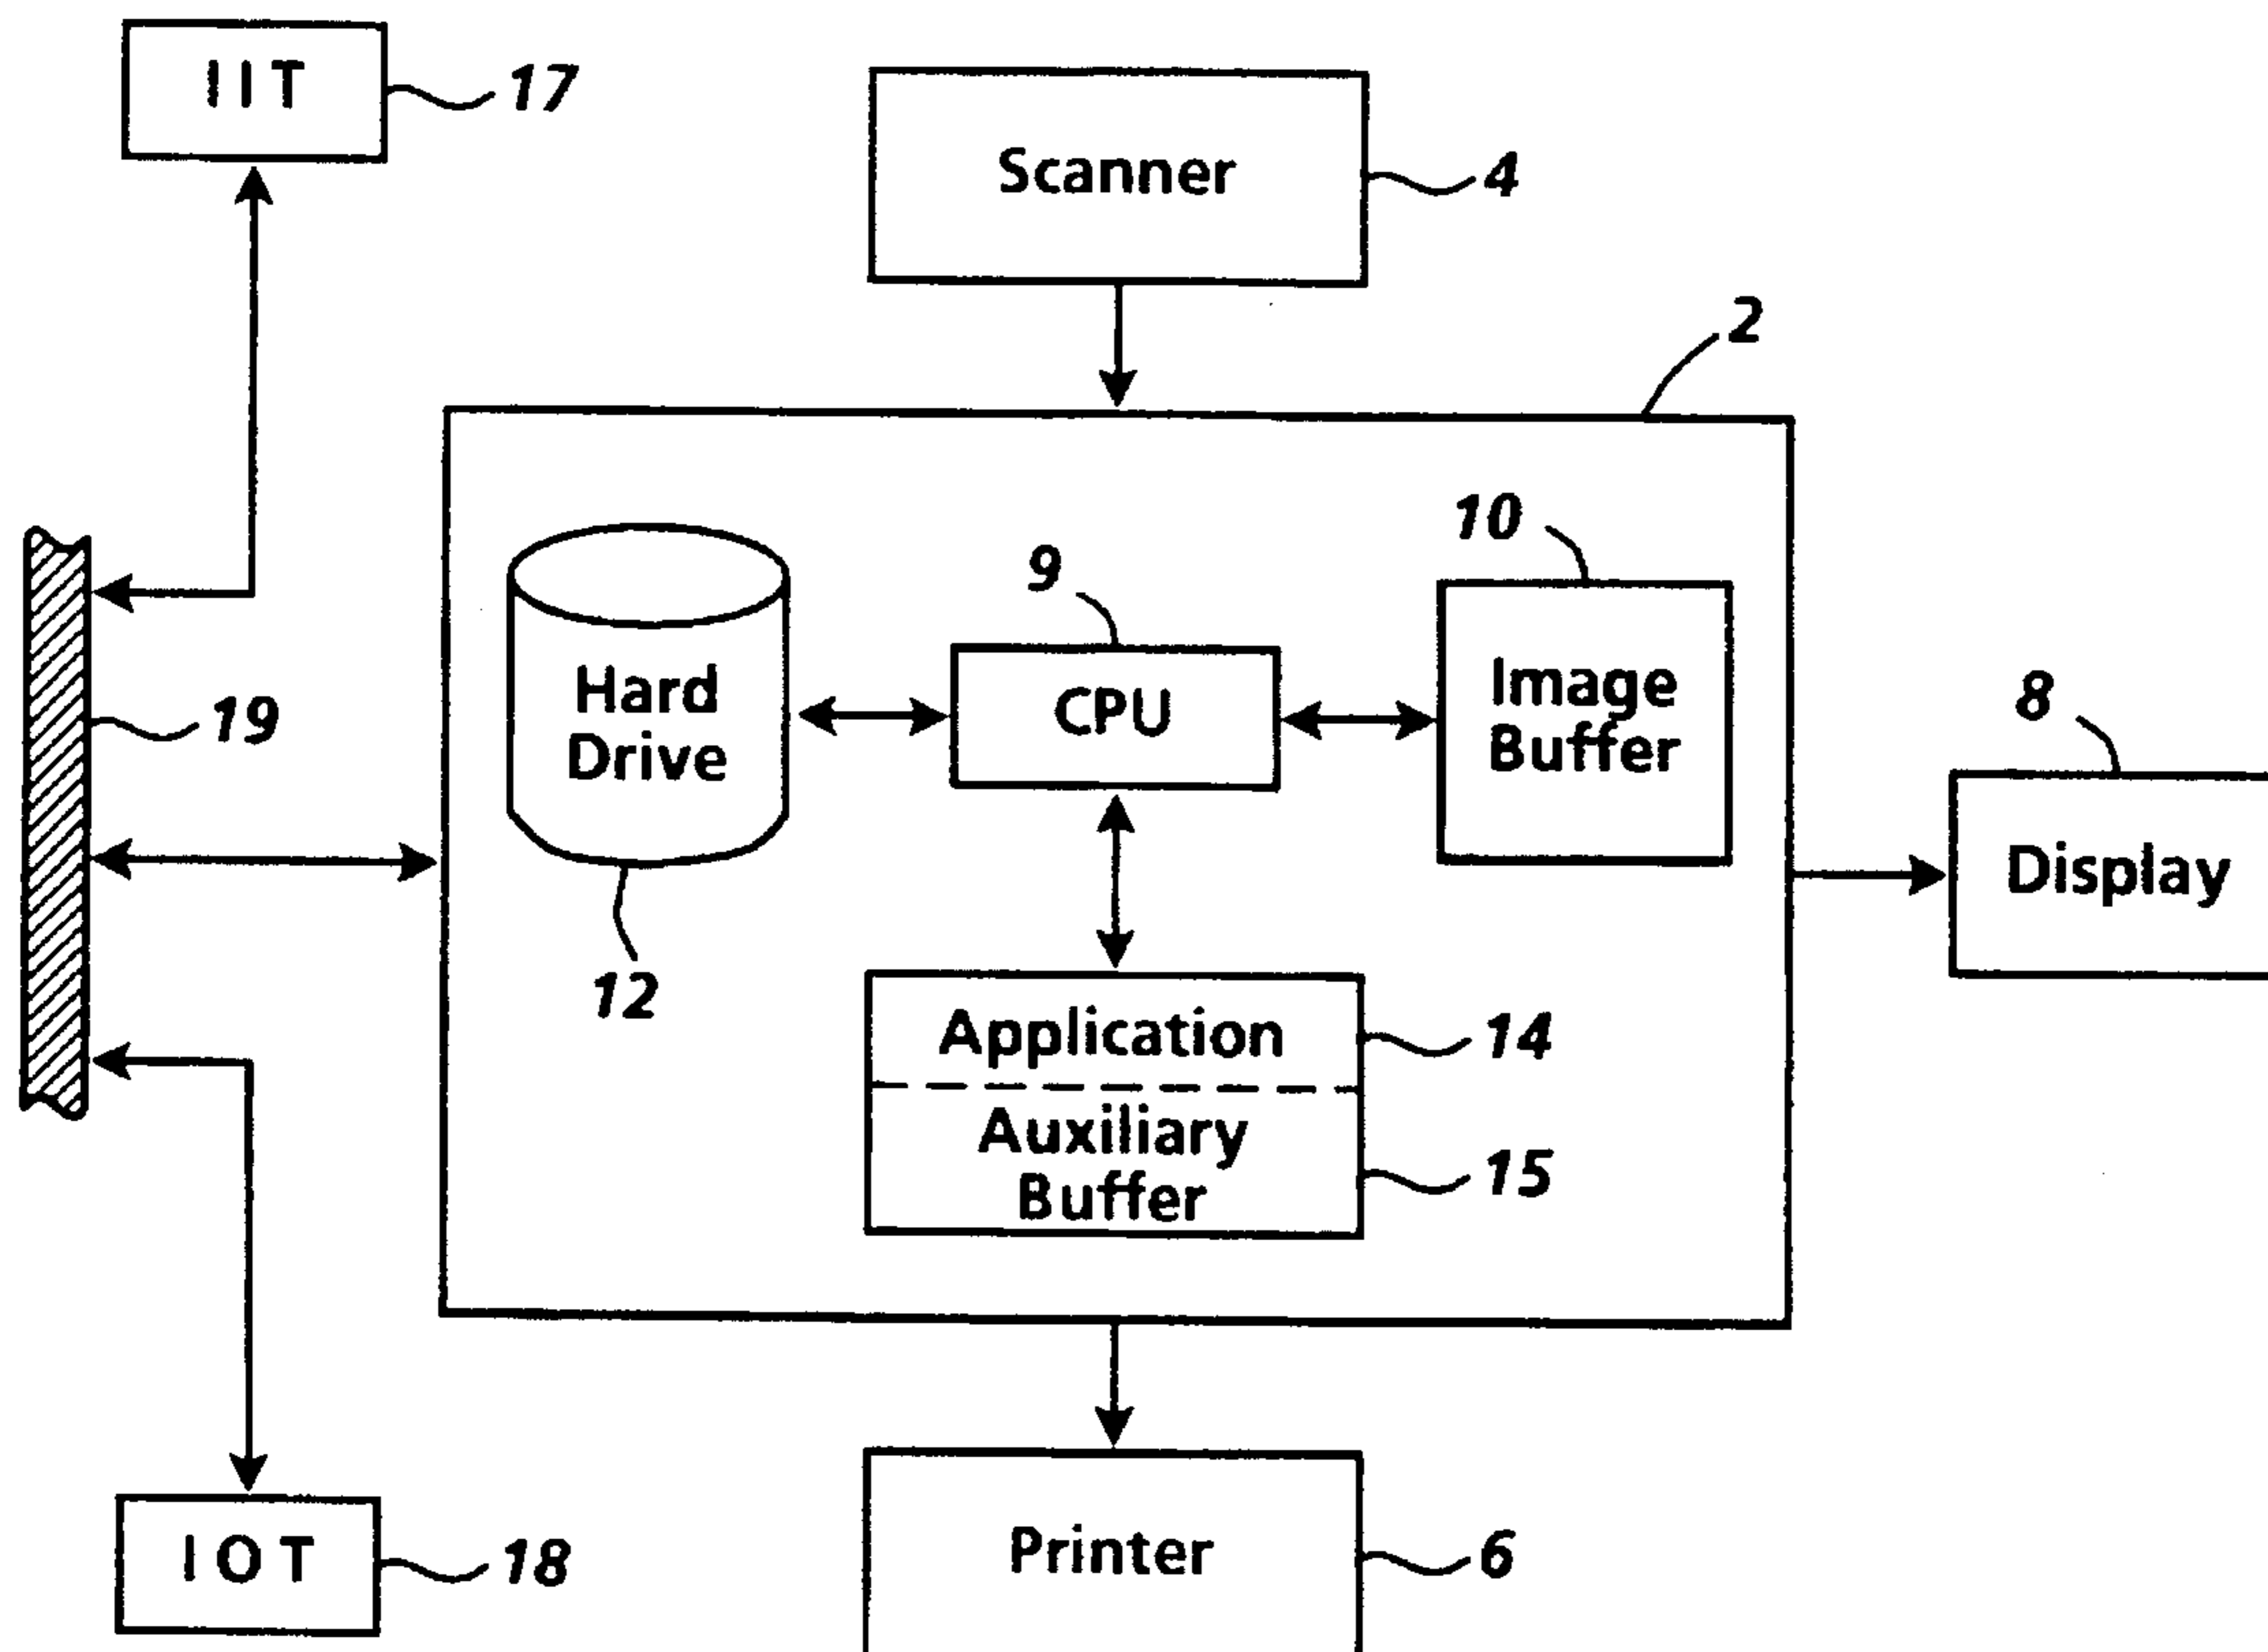 IIT
17
Scanner
4
2
10
9
Hard
Drive
CPU
Image
Buffer
19
8
Display
12
Application
14
Auxiliary
Buffer
15
IOT
18
Printer
6